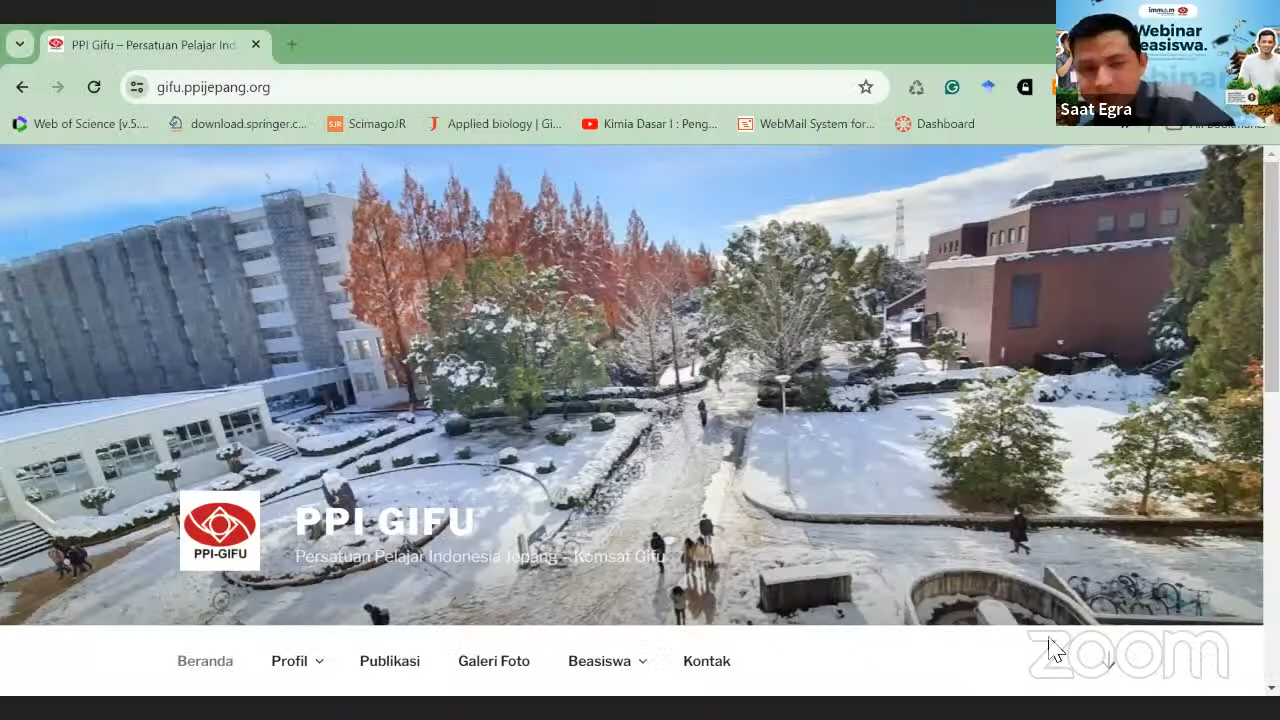 PPI Gifu – Persatuan Pelajar Ind
gifu.ppijepang.org
Web of Science [v.5....
download.springer.c...
SJR ScimagoJR
Applied biology | Gi...
Kimia Dasar I : Peng...
WebMail System for...
Dashboard
Webinar
easiswa.
Saat Egra
PPI-GIFU
PPI GIFU
Persatuan Pelajar Indonesia Jepang – Komsat Gifu
Beranda
Profil
Publikasi
Galeri Foto
Beasiswa
Kontak
zoom